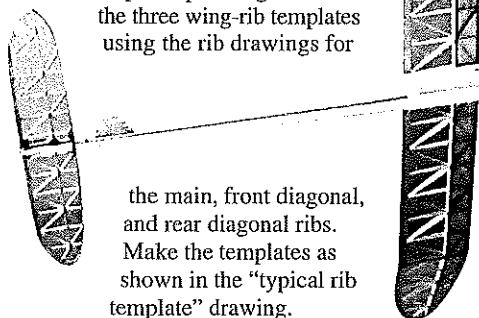 the three wing-rib templates
using the rib drawings for
the main, front diagonal,
and rear diagonal ribs.
Make the templates as
shown in the “typical rib
template” drawing.